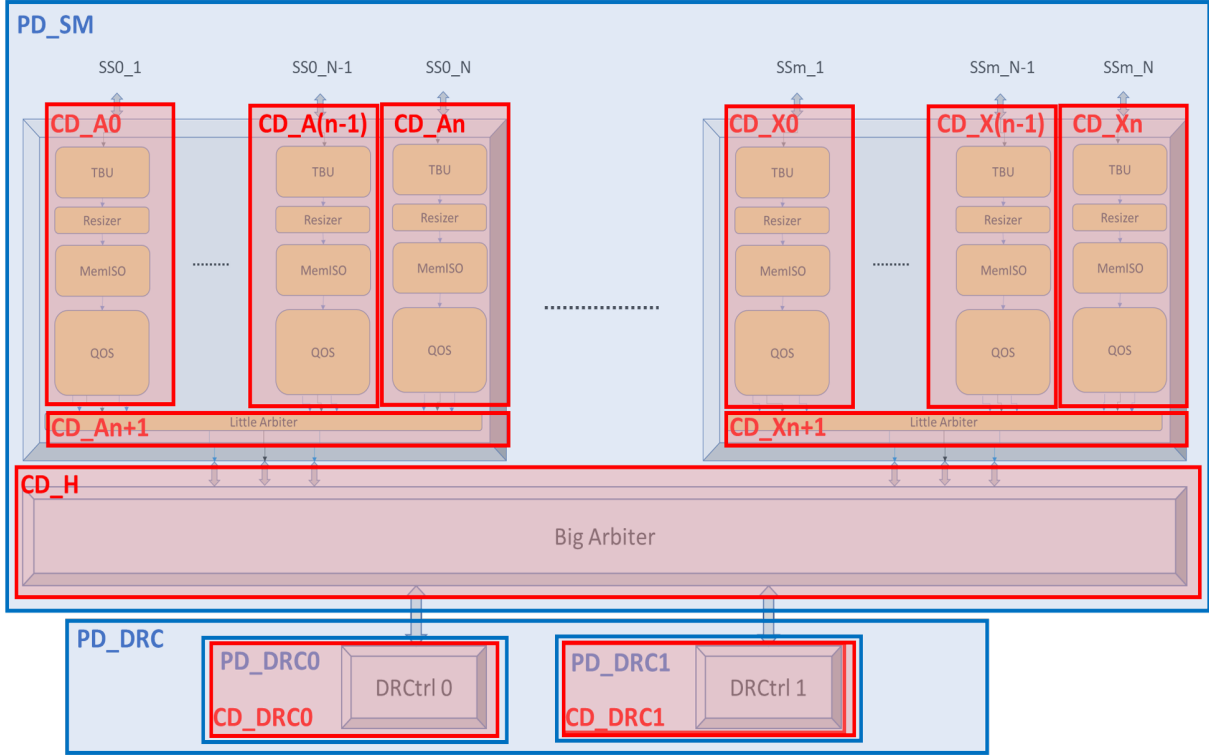 PD_SM
SS0_1 SS0_N-1 SS0_N SSm_1 SSm_N-1 SSm_N
CD_A0 CD_A(n-1) CD_An CD_X0 CD_X(n-1) CD_Xn
TBU TBU TBU TBU TBU TBU
Resizer Resizer Resizer Resizer Resizer Resizer
MemISO MemISO MemISO MemISO MemISO MemISO
QOS QOS QOS QOS QOS QOS
CD_An+1 Little Arbiter CD_Xn+1 Little Arbiter
CD_H
Big Arbiter
PD_DRC
PD_DRC0 PD_DRC1
DRCtrl 0 DRCtrl 1
CD_DRC0 CD_DRC1